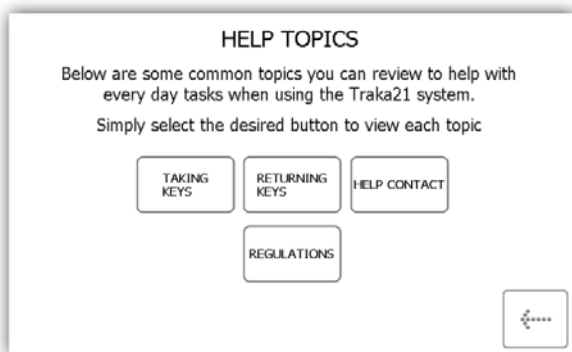 HELP TOPICS
Below are some common topics you can review to help with
every day tasks when using the Traka21 system.
Simply select the desired button to view each topic
TAKING
KEYS
RETURNING
KEYS
HELP CONTACT
REGULATIONS